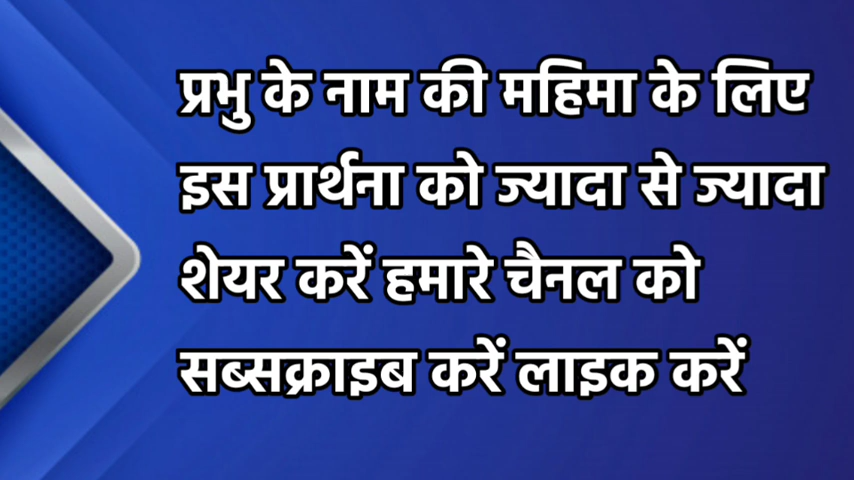 प्रभु के नाम की महिमा के लिए
इस प्रार्थना को ज्यादा से ज्यादा
शेयर करें हमारे चैनल को
सब्सक्राइब करें लाइक करें